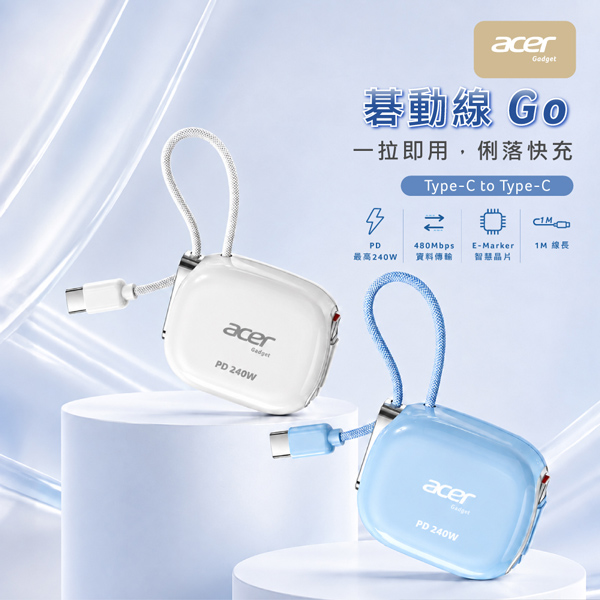 acer
Gadget
碁動線 Go
一拉即用,俐落快充
Type-C to Type-C
PD
最高240W
480Mbps
資料傳輸
E-Marker
智慧晶片
1M
1M 線長
acer
Gadget
PD 240W
acer
Gadget
PD 240W